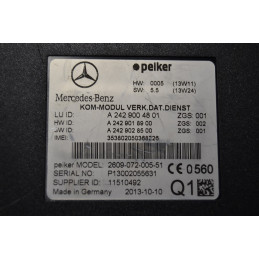 peiker
HW: 0005 (13W11)
SW: 5.5 (13W24)
Mercedes-Benz
KOM-MODUL VERK.DAT.DIENST
LU ID: A 242 900 48 01 ZGS: 001
HW ID: A 242 901 89 00 ZGS: 002
SW ID: A 242 902 85 00 ZGS: 001
IMEI:
peiker MODEL: 2609-072-005-51
SERIAL NO: P13002055631
SUPPLIER ID: 11510492
Made in Germany 2013-10-10
CE 0560
Q1